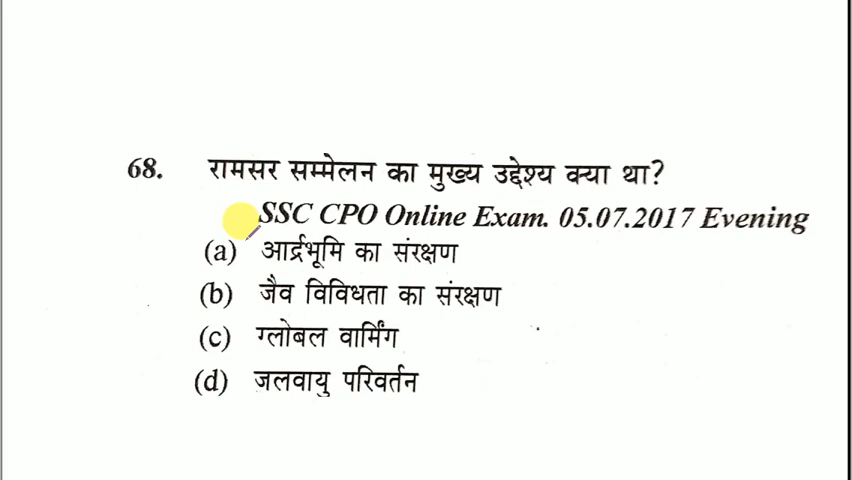 68. रामसर सम्मेलन का मुख्य उद्देश्य क्या था?
SSC CPO Online Exam. 05.07.2017 Evening
(a) आर्द्रभूमि का संरक्षण
(b) जैव विविधता का संरक्षण
(c) ग्लोबल वार्मिंग
(d) जलवायु परिवर्तन